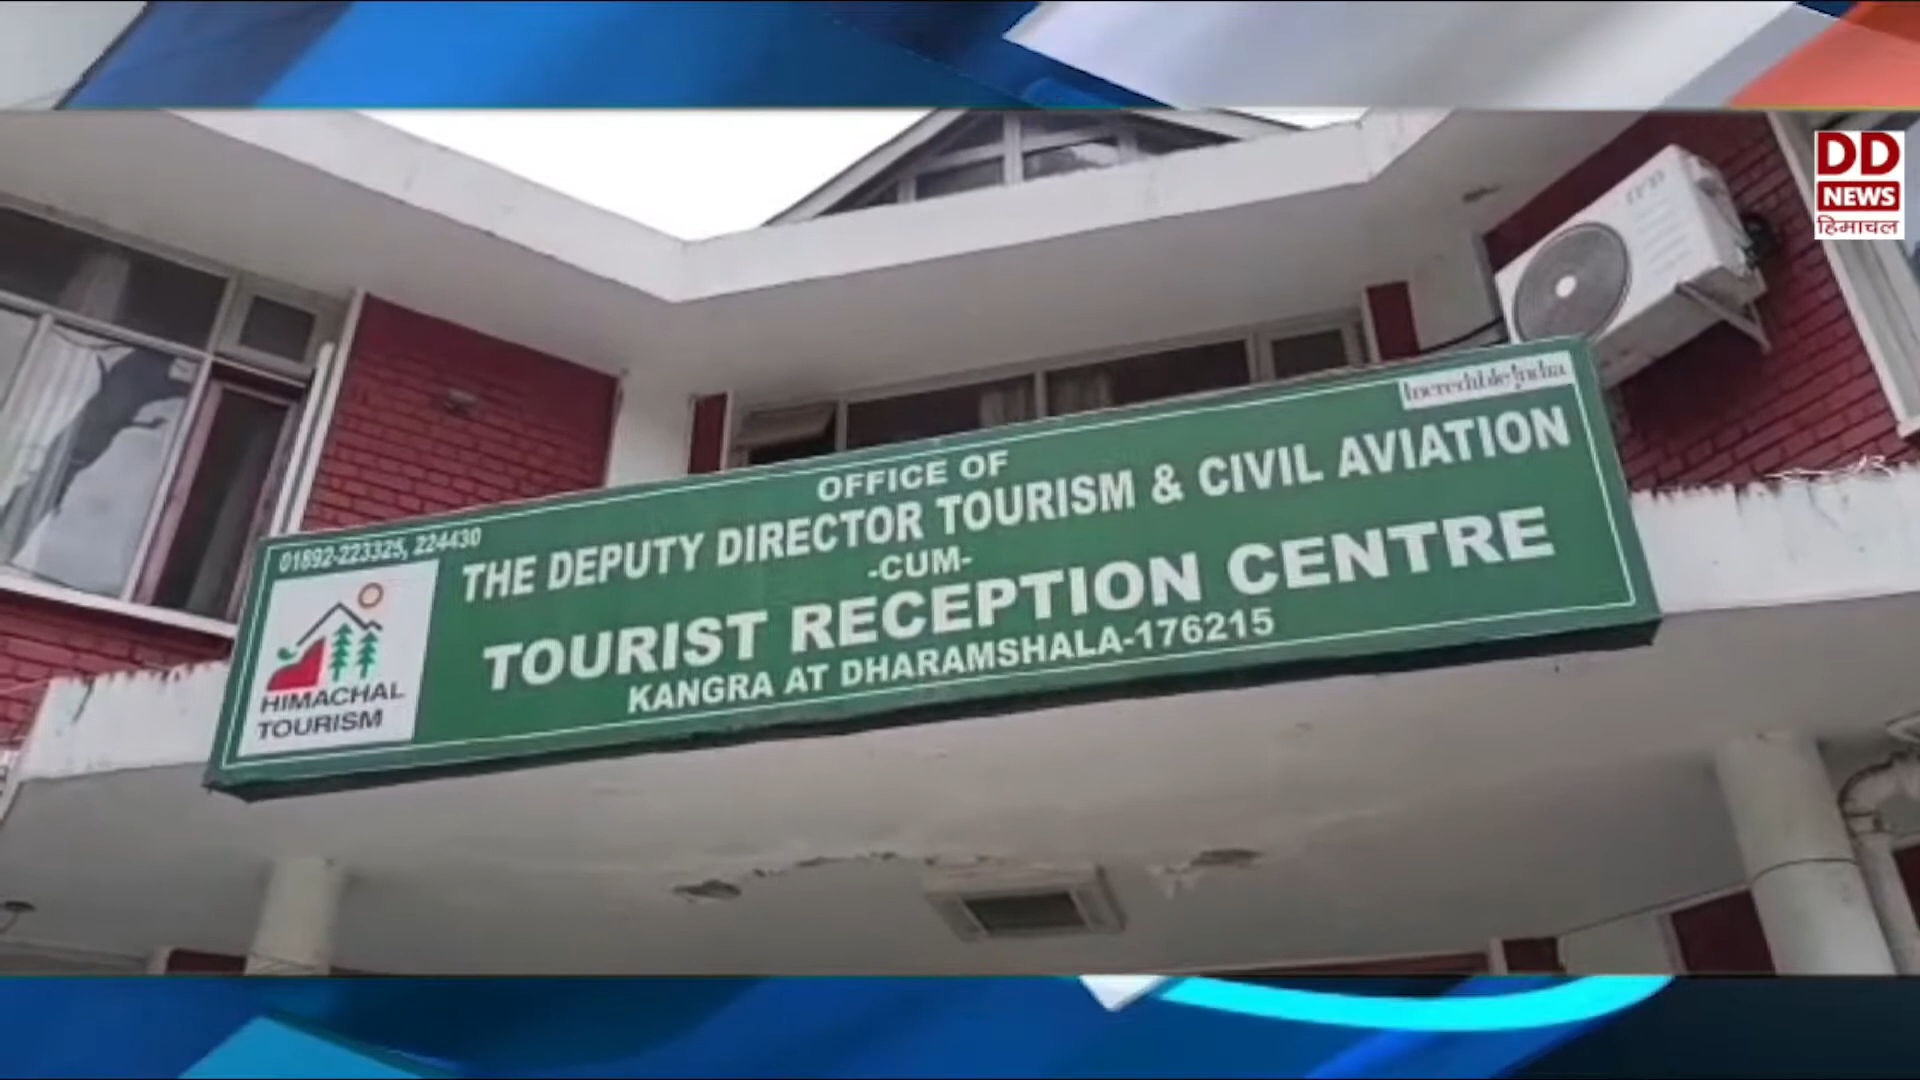 DD
NEWS
हिमाचल
Incredible !ndia
01892-223325, 224430
OFFICE OF
THE DEPUTY DIRECTOR TOURISM & CIVIL AVIATION
-CUM-
TOURIST RECEPTION CENTRE
KANGRA AT DHARAMSHALA-176215
HIMACHAL
TOURISM